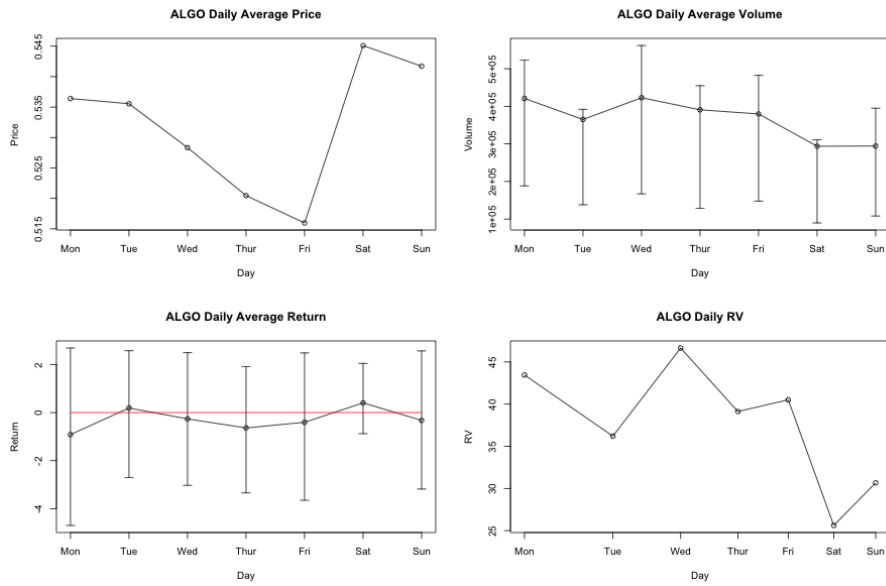 ALGO Daily Average Price
Price
0.545
0.535
0.525
0.515
Mon Tue Wed Thur Fri Sat Sun
Day
ALGO Daily Average Volume
Volume
5e+05
4e+05
3e+05
2e+05
1e+05
Mon Tue Wed Thur Fri Sat Sun
Day
ALGO Daily Average Return
Return
2
0
-2
-4
Mon Tue Wed Thur Fri Sat Sun
Day
ALGO Daily RV
RV
45
40
35
30
25
Mon Tue Wed Thur Fri Sat Sun
Day